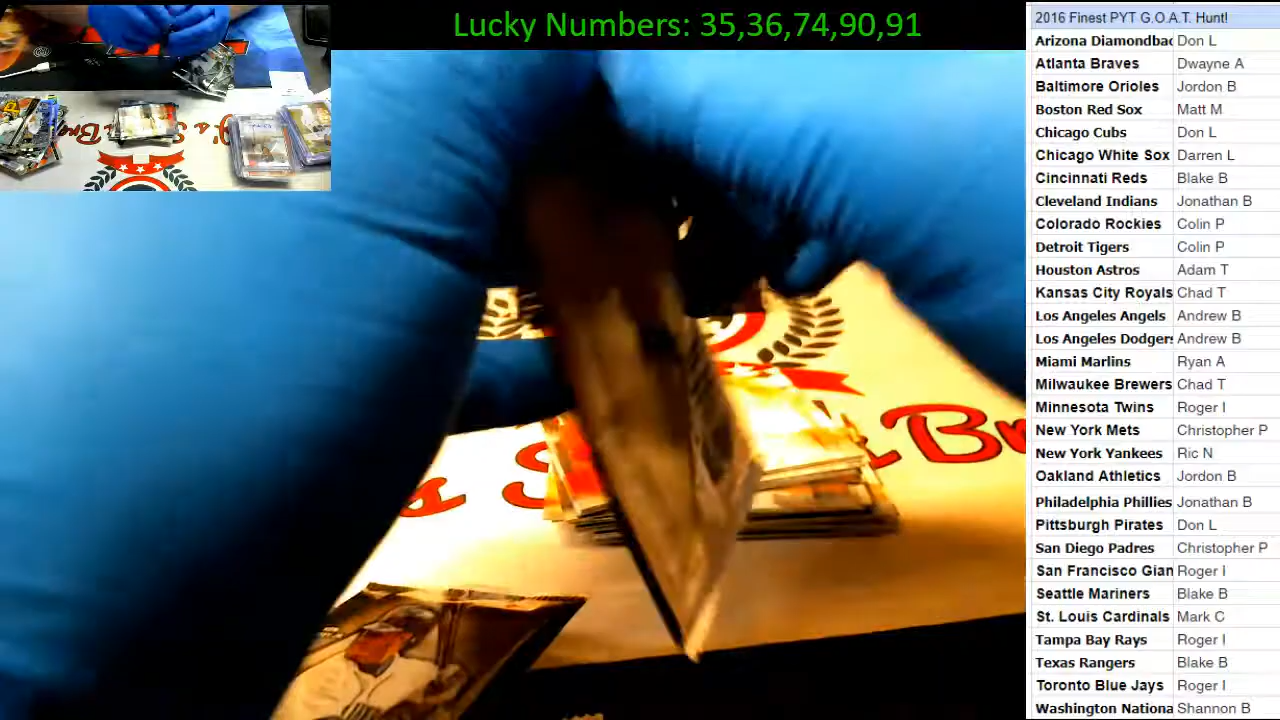 Lucky Numbers: 35,36,74,90,91
2016 Finest PYT G.O.A.T. Hunt!
Arizona Diamondbac Don L
Atlanta Braves Dwayne A
Baltimore Orioles Jordon B
Boston Red Sox Matt M
Chicago Cubs Don L
Chicago White Sox Darren L
Cincinnati Reds Blake B
Cleveland Indians Jonathan B
Colorado Rockies Colin P
Detroit Tigers Colin P
Houston Astros Adam T
Kansas City Royals Chad T
Los Angeles Angels Andrew B
Los Angeles Dodgers Andrew B
Miami Marlins Ryan A
Milwaukee Brewers Chad T
Minnesota Twins Roger I
New York Mets Christopher P
New York Yankees Ric N
Oakland Athletics Jordon B
Philadelphia Phillies Jonathan B
Pittsburgh Pirates Don L
San Diego Padres Christopher P
San Francisco Gian Roger I
Seattle Mariners Blake B
St. Louis Cardinals Mark C
Tampa Bay Rays Roger I
Texas Rangers Blake B
Toronto Blue Jays Roger I
Washington Nationa Shannon B